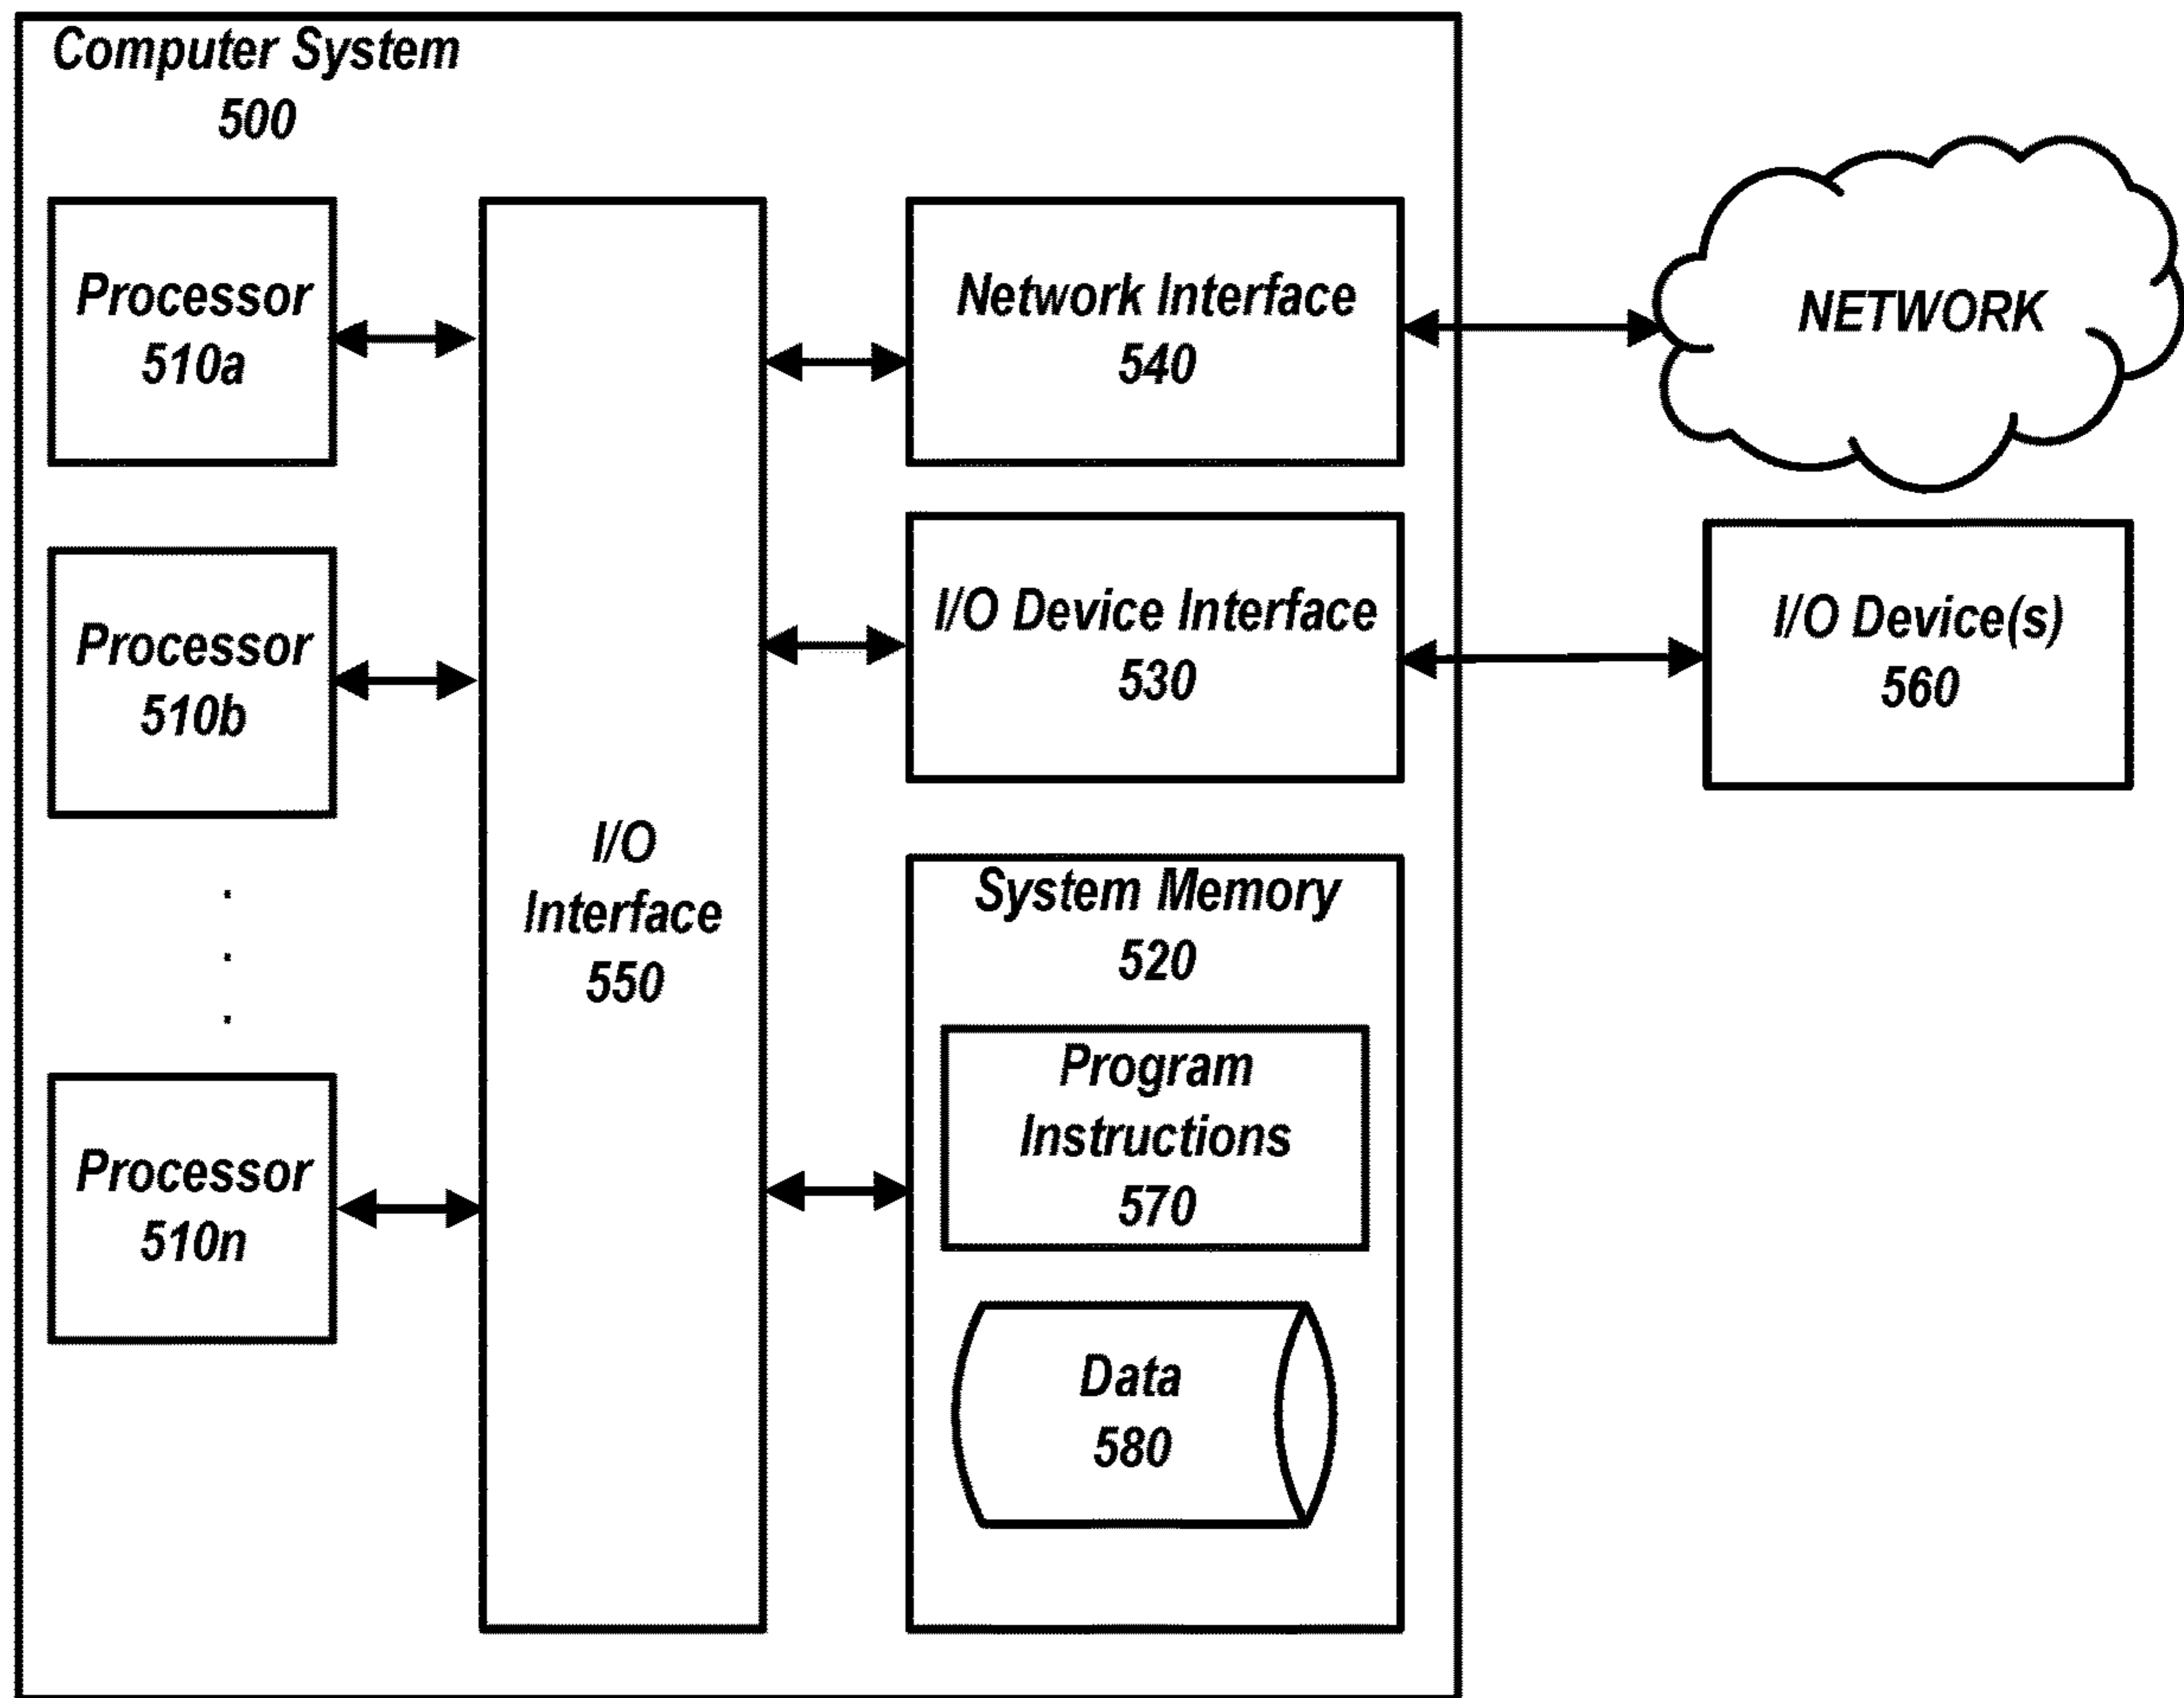 Computer System
500
Processor
510a
Network Interface
540
NETWORK
Processor
510b
I/O Device Interface
530
I/O Device(s)
560
I/O
Interface
550
System Memory
520
Program
Instructions
570
Processor
510n
Data
580